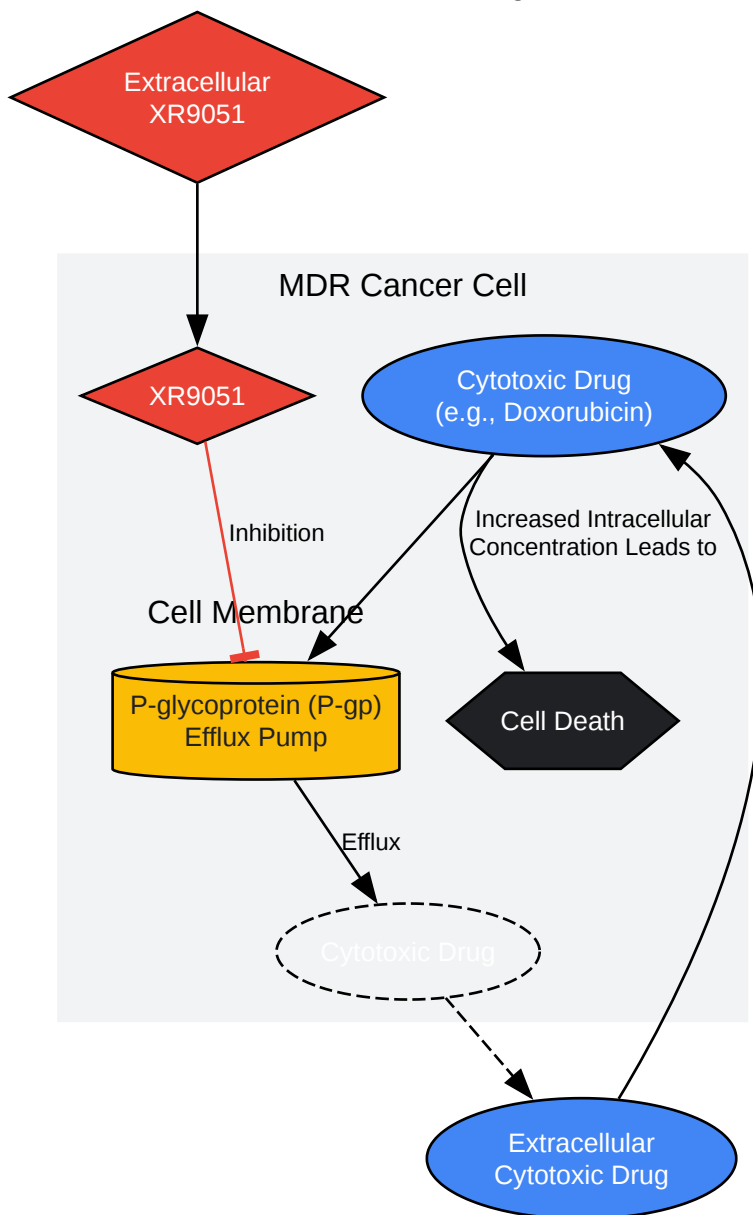 Extracellular
XR9051
MDR Cancer Cell
XR9051
Cytotoxic Drug
(e.g., Doxorubicin)
Inhibition
Increased Intracellular
Concentration Leads to
Cell Membrane
P-glycoprotein (P-gp)
Efflux Pump
Cell Death
Efflux
Cytotoxic Drug
Extracellular
Cytotoxic Drug